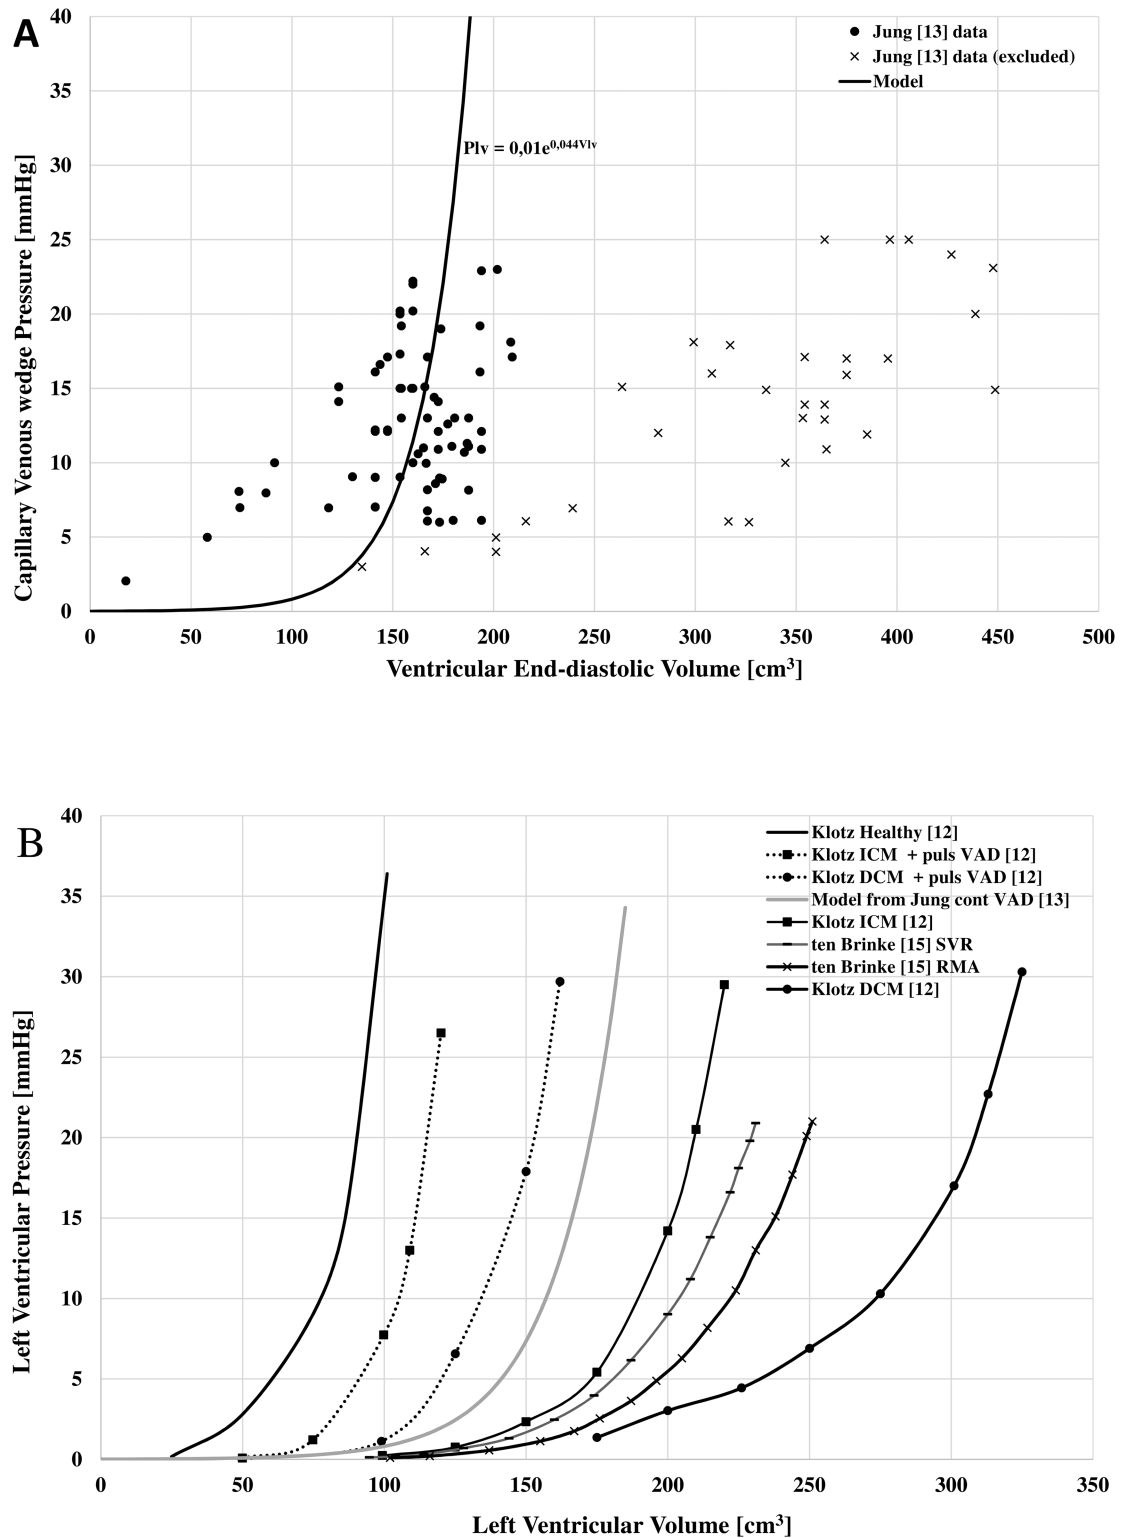 A
40
35
30
25
20
15
10
5
0
Capillary Venous wedge Pressure [mmHg]
Jung [13] data
Jung [13] data (excluded)
Model
Plv = 0,01e^0,044Vlv
0 50 100 150 200 250 300 350 400 450 500
Ventricular End-diastolic Volume [cm³]
B
40
35
30
25
20
15
10
5
0
Left Ventricular Pressure [mmHg]
Klotz Healthy [12]
Klotz ICM + puls VAD [12]
Klotz DCM + puls VAD [12]
Model from Jung cont VAD [13]
Klotz ICM [12]
ten Brinke [15] SVR
ten Brinke [15] RMA
Klotz DCM [12]
0 50 100 150 200 250 300 350
Left Ventricular Volume [cm³]